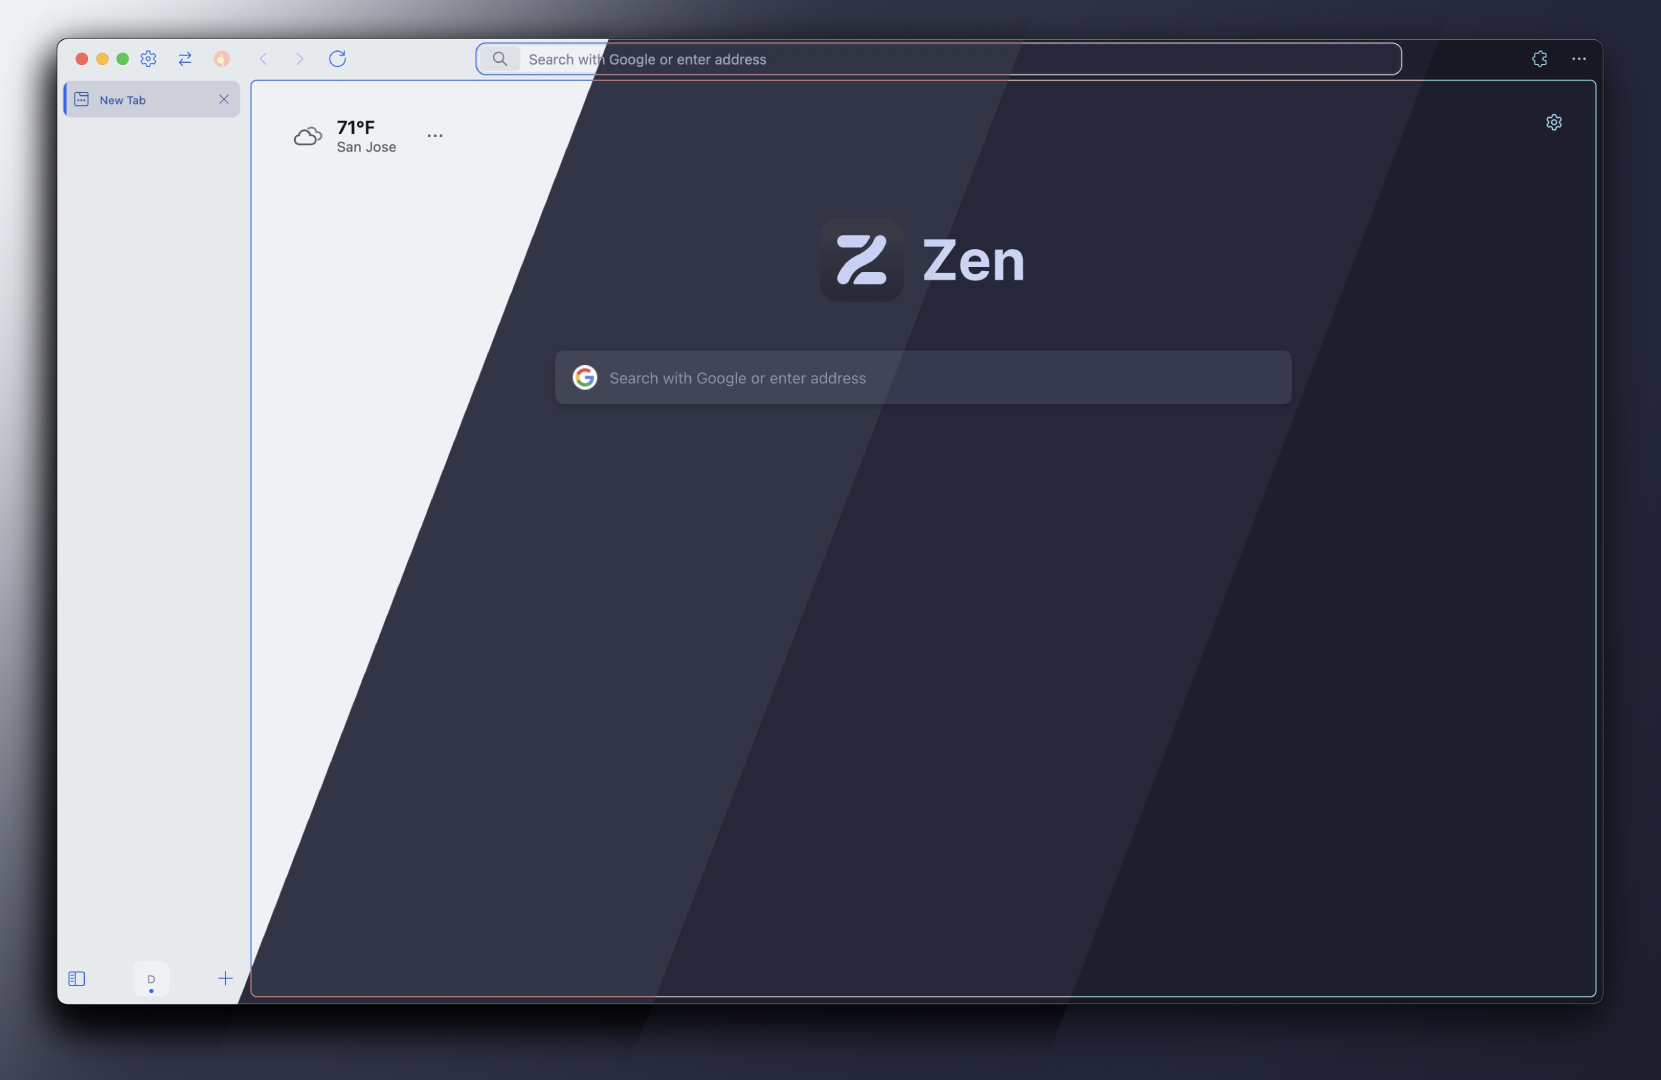 Search with Google or enter address
New Tab
71°F
San Jose
Zen
Search with Google or enter address
D